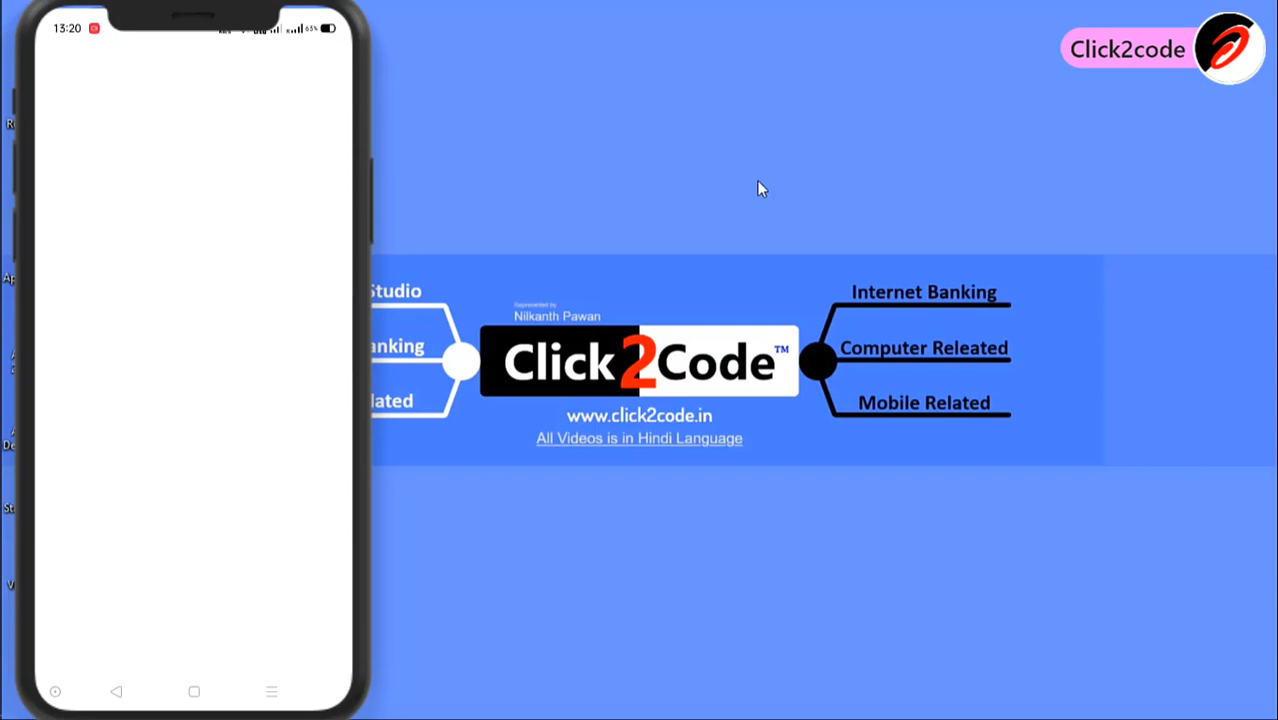 13:20
63%
Click2code
Studio
anking
lated
Represented by
Nilkanth Pawan
Click2Code™
www.click2code.in
All Videos is in Hindi Language
Internet Banking
Computer Releated
Mobile Related